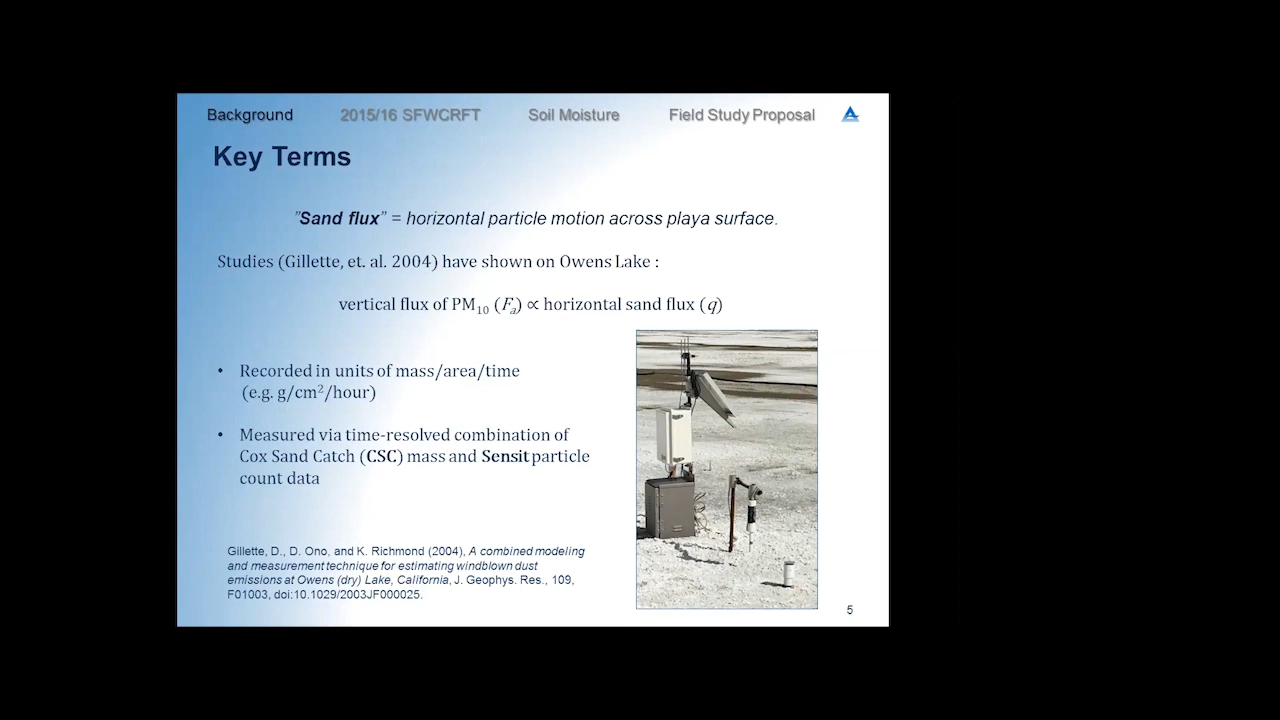 Background 2015/16 SFWCRFT Soil Moisture Field Study Proposal
Key Terms
"Sand flux" = horizontal particle motion across playa surface.
Studies (Gillette, et. al. 2004) have shown on Owens Lake :
vertical flux of PM₁₀ (Fₐ) ∝ horizontal sand flux (q)
• Recorded in units of mass/area/time
(e.g. g/cm²/hour)
• Measured via time-resolved combination of
Cox Sand Catch (CSC) mass and Sensit particle
count data
Gillette, D., D. Ono, and K. Richmond (2004), A combined modeling
and measurement technique for estimating windblown dust
emissions at Owens (dry) Lake, California, J. Geophys. Res., 109,
F01003, doi:10.1029/2003JF000025.
5